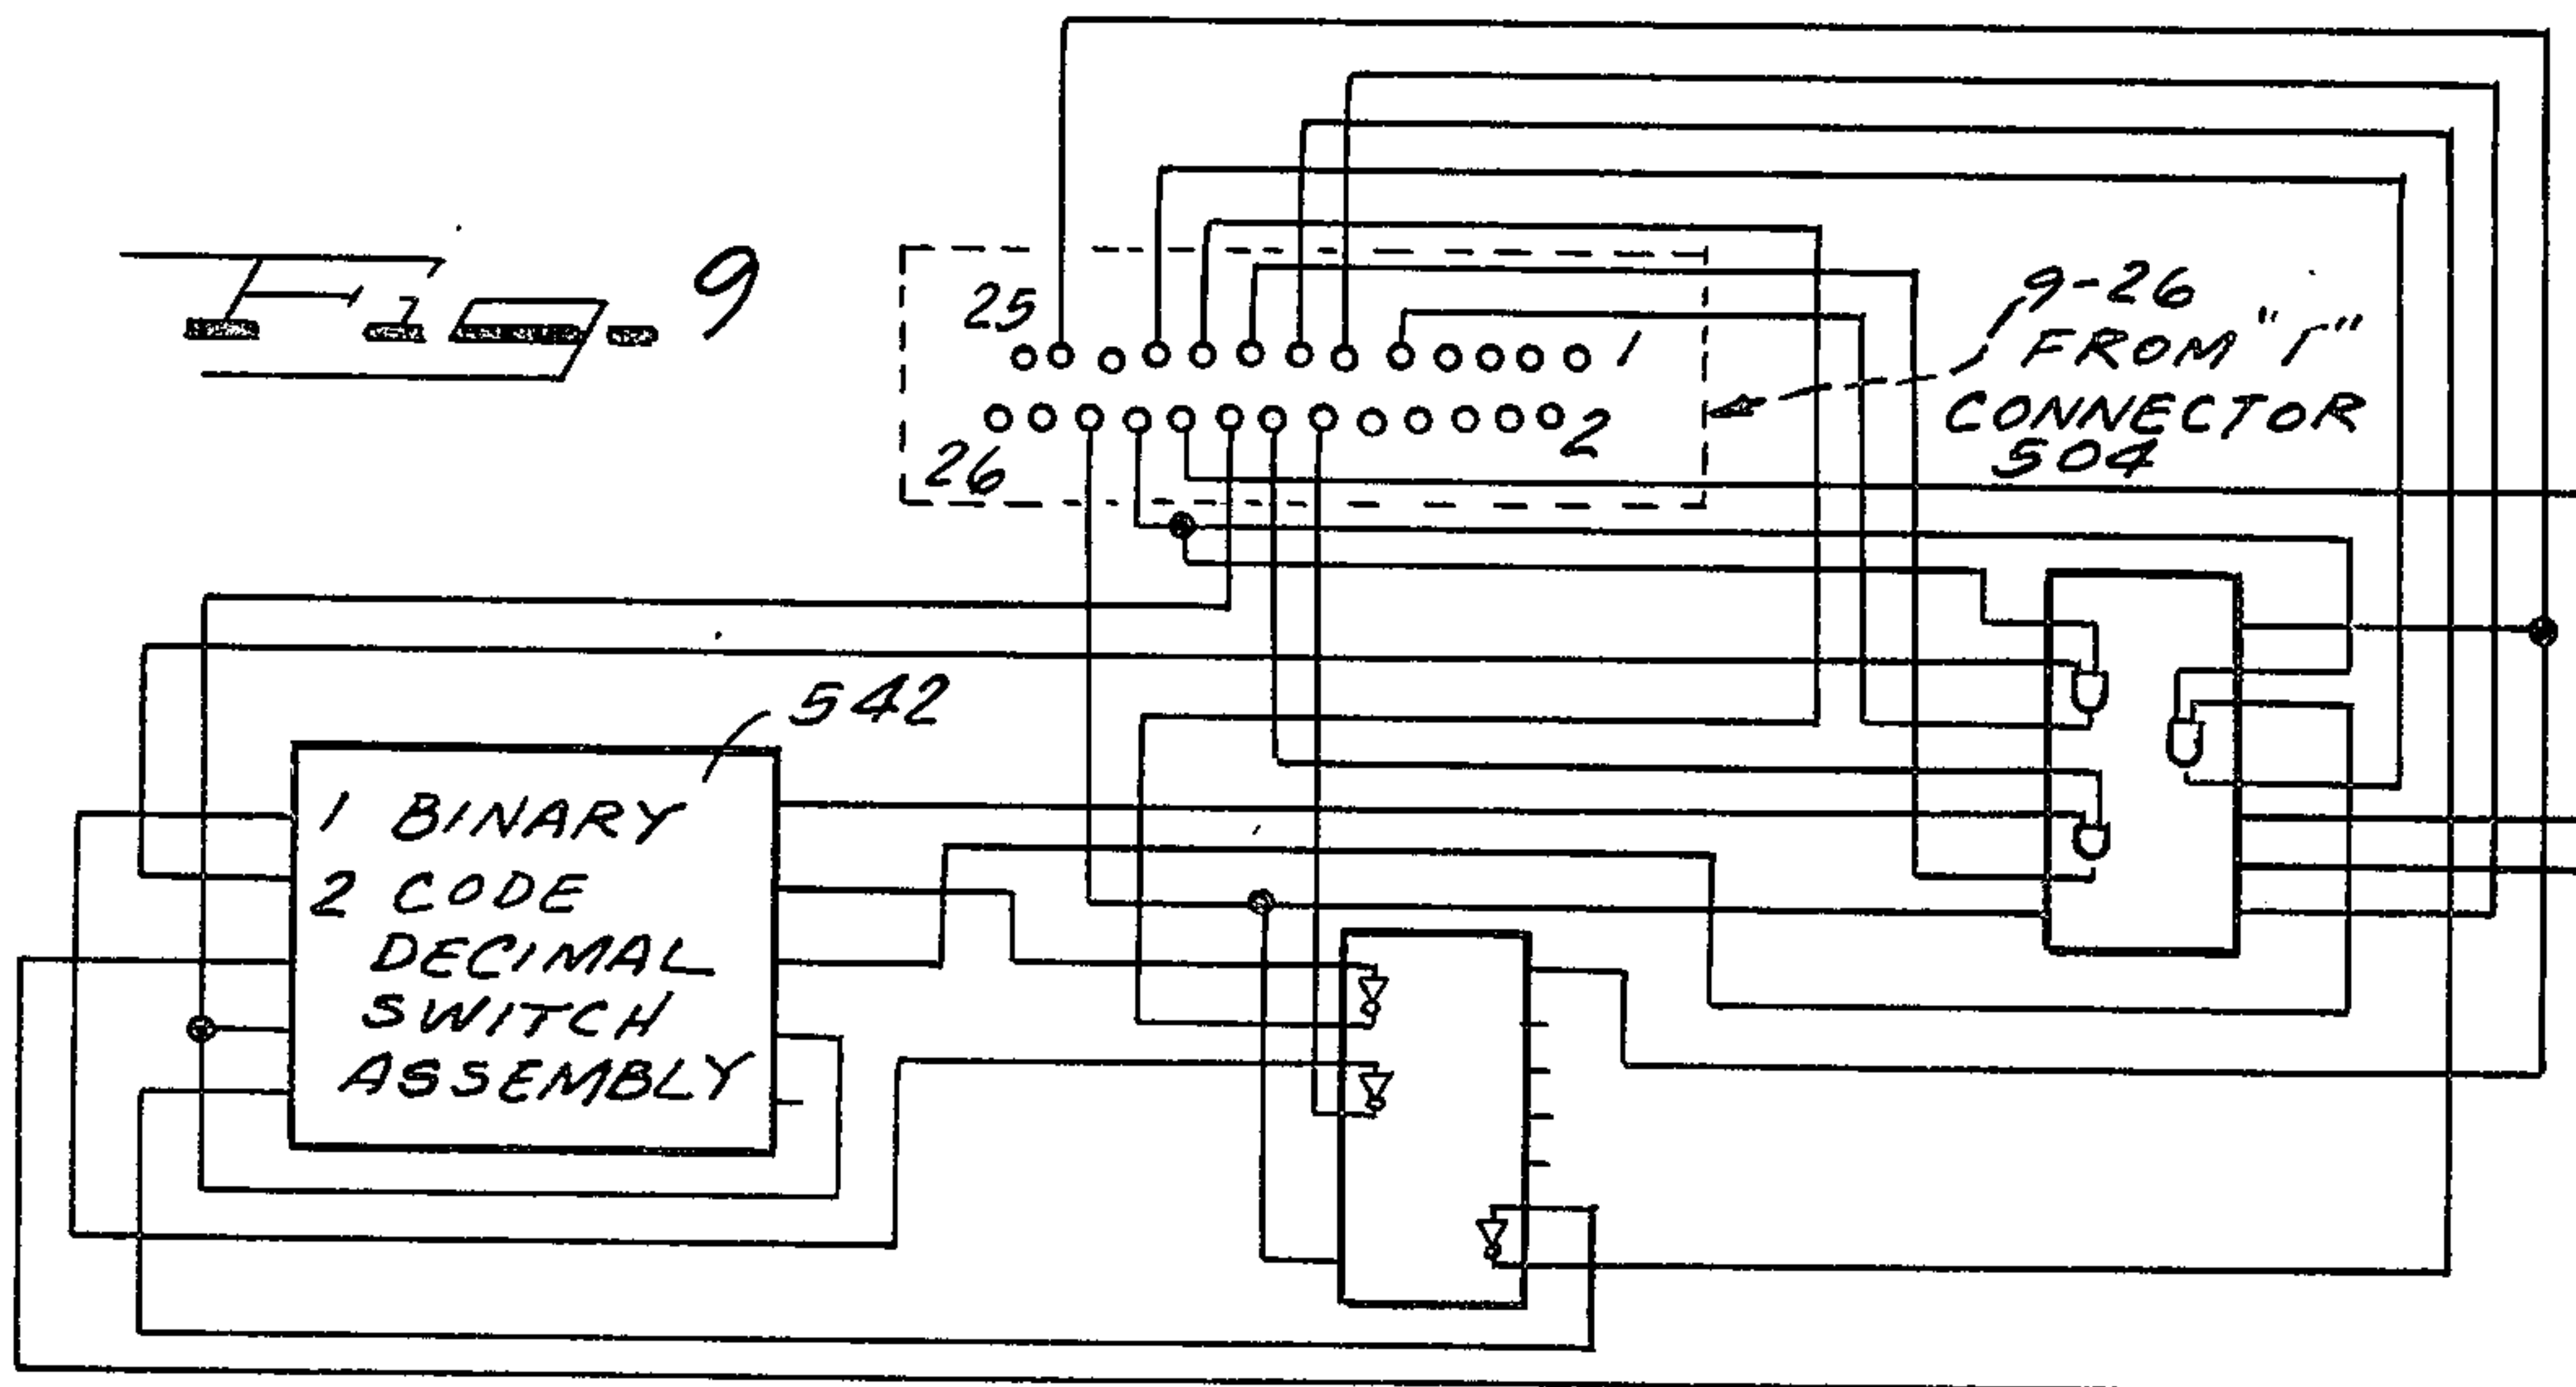 Fig. 9
25
1
26
2
9-26
FROM "1"
CONNECTOR
504
542
1 BINARY
2 CODE
DECIMAL
SWITCH
ASSEMBLY